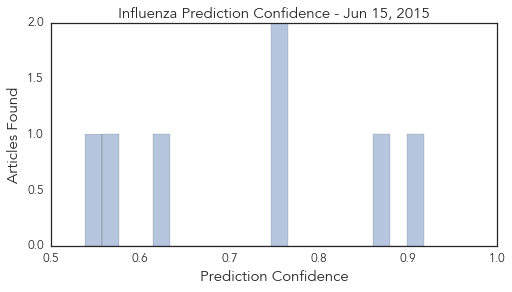 Influenza Prediction Confidence - Jun 15, 2015
Articles Found
2.0
1.5
1.0
0.5
0.0
0.5 0.6 0.7 0.8 0.9 1.0
Prediction Confidence